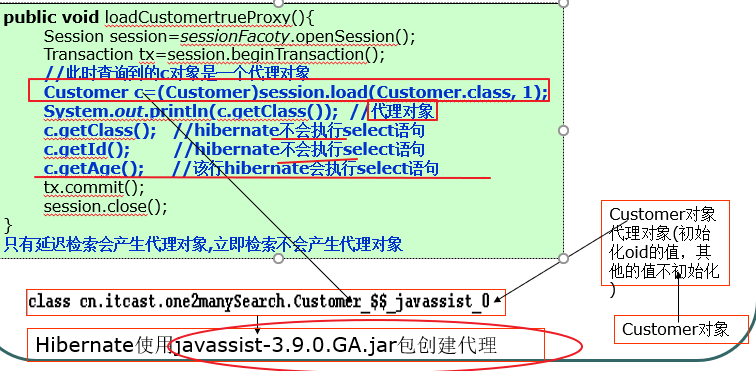 public void loadCustomertrueProxy(){
Session session=sessionFacoty.openSession();
Transaction tx=session.beginTransaction();
//此时查询到的c对象是一个代理对象
Customer c=(Customer)session.load(Customer.class, 1);
System.out.println(c.getClass()); //代理对象
c.getClass(); //hibernate不会执行select语句
c.getId(); //hibernate不会执行select语句
c.getAge(); //该行hibernate会执行select语句
tx.commit();
session.close();
}
只有延迟检索会产生代理对象,立即检索不会产生代理对象
Customer对象
代理对象(初始
化oid的值，其
他的值不初始化
)
class cn.itcast.one2manySearch.Customer_$$_javassist_0
Customer对象
Hibernate使用javassist-3.9.0.GA.jar包创建代理